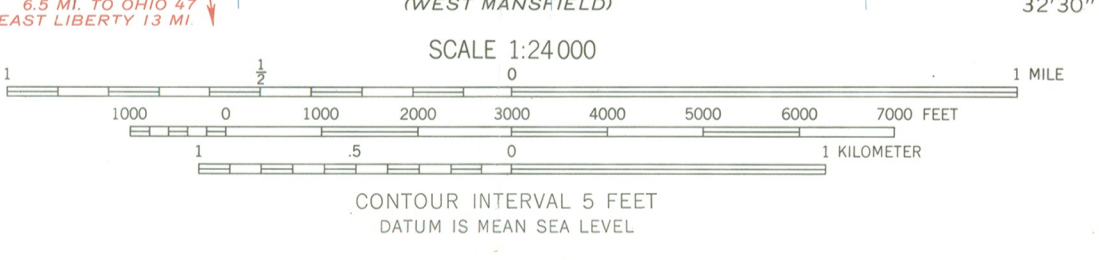 6.5 MI. TO OHIO 47
EAST LIBERTY 13 MI.
(WEST MANSFIELD)
32'30"
SCALE 1:24 000
1 1/2 0 1 MILE
1000 0 1000 2000 3000 4000 5000 6000 7000 FEET
1 .5 0 1 KILOMETER
CONTOUR INTERVAL 5 FEET
DATUM IS MEAN SEA LEVEL